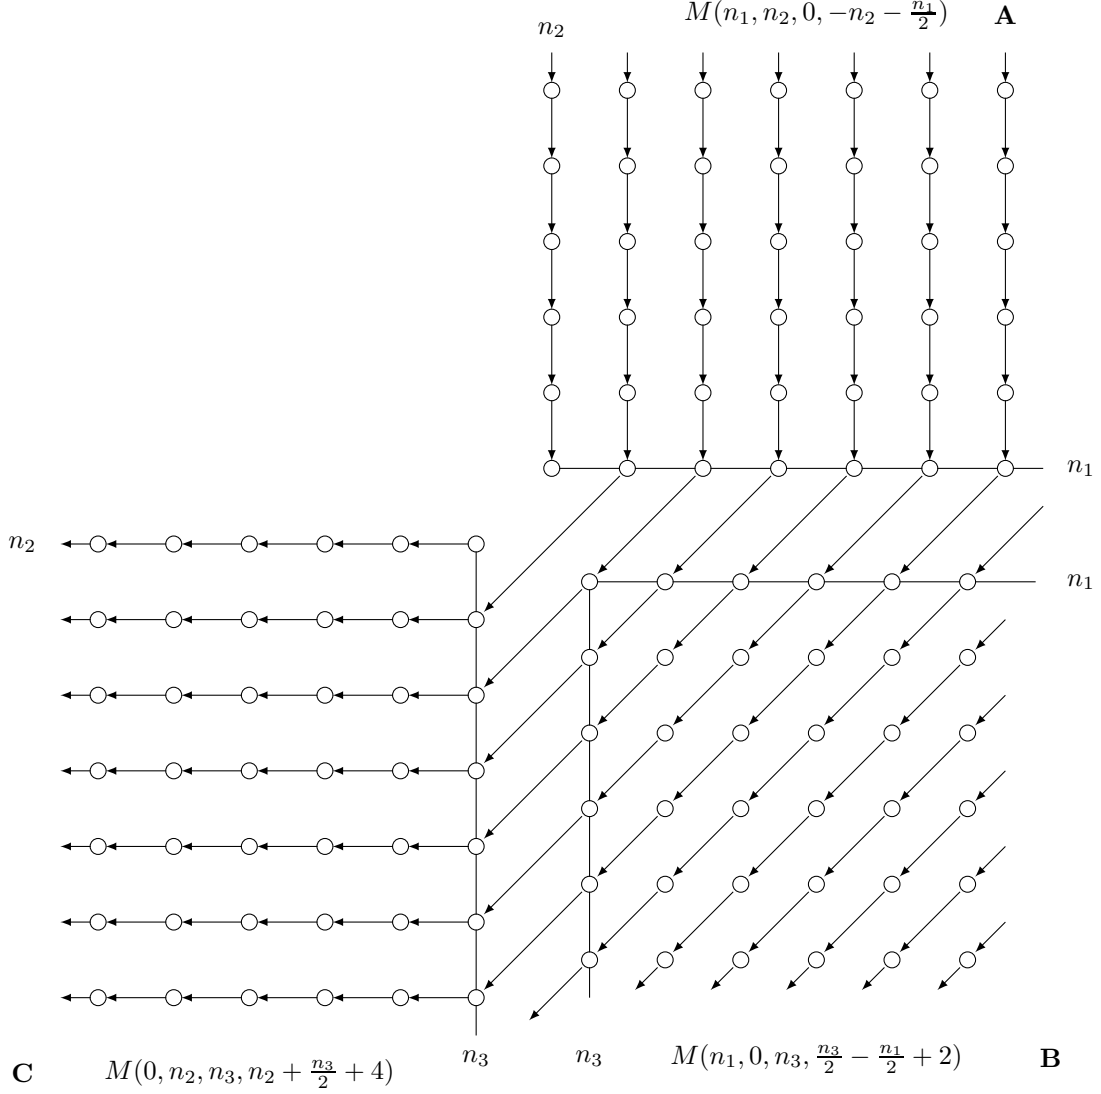 $M(n_1, n_2, 0, -n_2 - \frac{n_1}{2})$ A
$n_2$
$n_1$
$n_2$
$n_1$
$n_3$ $n_3$ $M(n_1, 0, n_3, \frac{n_3}{2} - \frac{n_1}{2} + 2)$ B
C $M(0, n_2, n_3, n_2 + \frac{n_3}{2} + 4)$